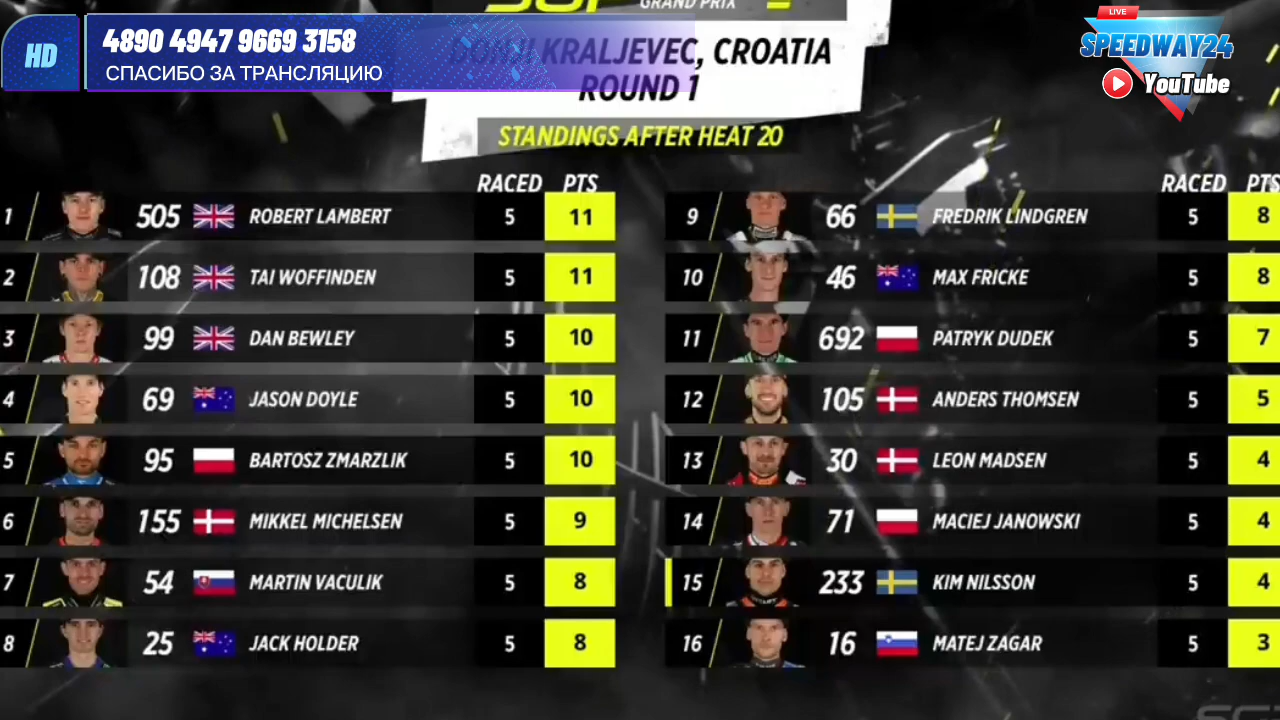 GRAND PRIX
HD
4890 4947 9669 3158
СПАСИБО ЗА ТРАНСЛЯЦИЮ
LIVE
SPEEDWAY24
YouTube
KRALJEVEC, CROATIA
ROUND 1
STANDINGS AFTER HEAT 20
RACED PTS
1 505 ROBERT LAMBERT 5 11
2 108 TAI WOFFINDEN 5 11
3 99 DAN BEWLEY 5 10
4 69 JASON DOYLE 5 10
5 95 BARTOSZ ZMARZLIK 5 10
6 155 MIKKEL MICHELSEN 5 9
7 54 MARTIN VACULIK 5 8
8 25 JACK HOLDER 5 8
RACED PTS
9 66 FREDRIK LINDGREN 5 8
10 46 MAX FRICKE 5 8
11 692 PATRYK DUDEK 5 7
12 105 ANDERS THOMSEN 5 5
13 30 LEON MADSEN 5 4
14 71 MACIEJ JANOWSKI 5 4
15 233 KIM NILSSON 5 4
16 16 MATEJ ZAGAR 5 3